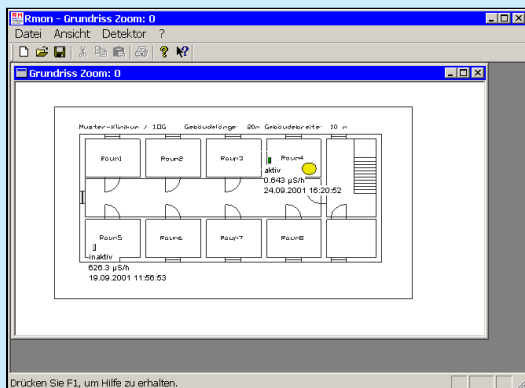 Rmon - Grundriss Zoom: 0
Datei Ansicht Detektor ?
Grundriss Zoom: 0
Muster-Klinikum / 1OG Gebäudelänge: 20m Gebäudebreite: 10 m
Raum1 Raum2 Raum3 Raum4
aktiv
0.643 µS/h
24.09.2001 16:20:52
Raum5 Raum6 Raum7 Raum8
inaktiv
626.3 µS/h
19.09.2001 11:56:53
Drücken Sie F1, um Hilfe zu erhalten.